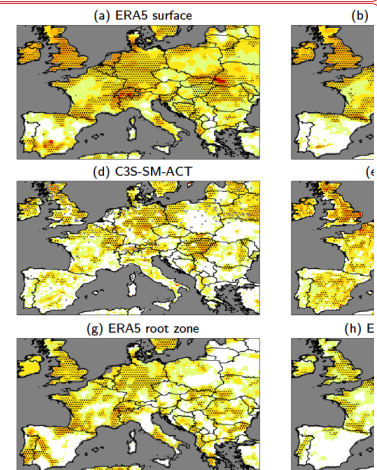 (a) ERA5 surface
(b)
(d) C3S-SM-ACT
(e
(g) ERA5 root zone
(h) E